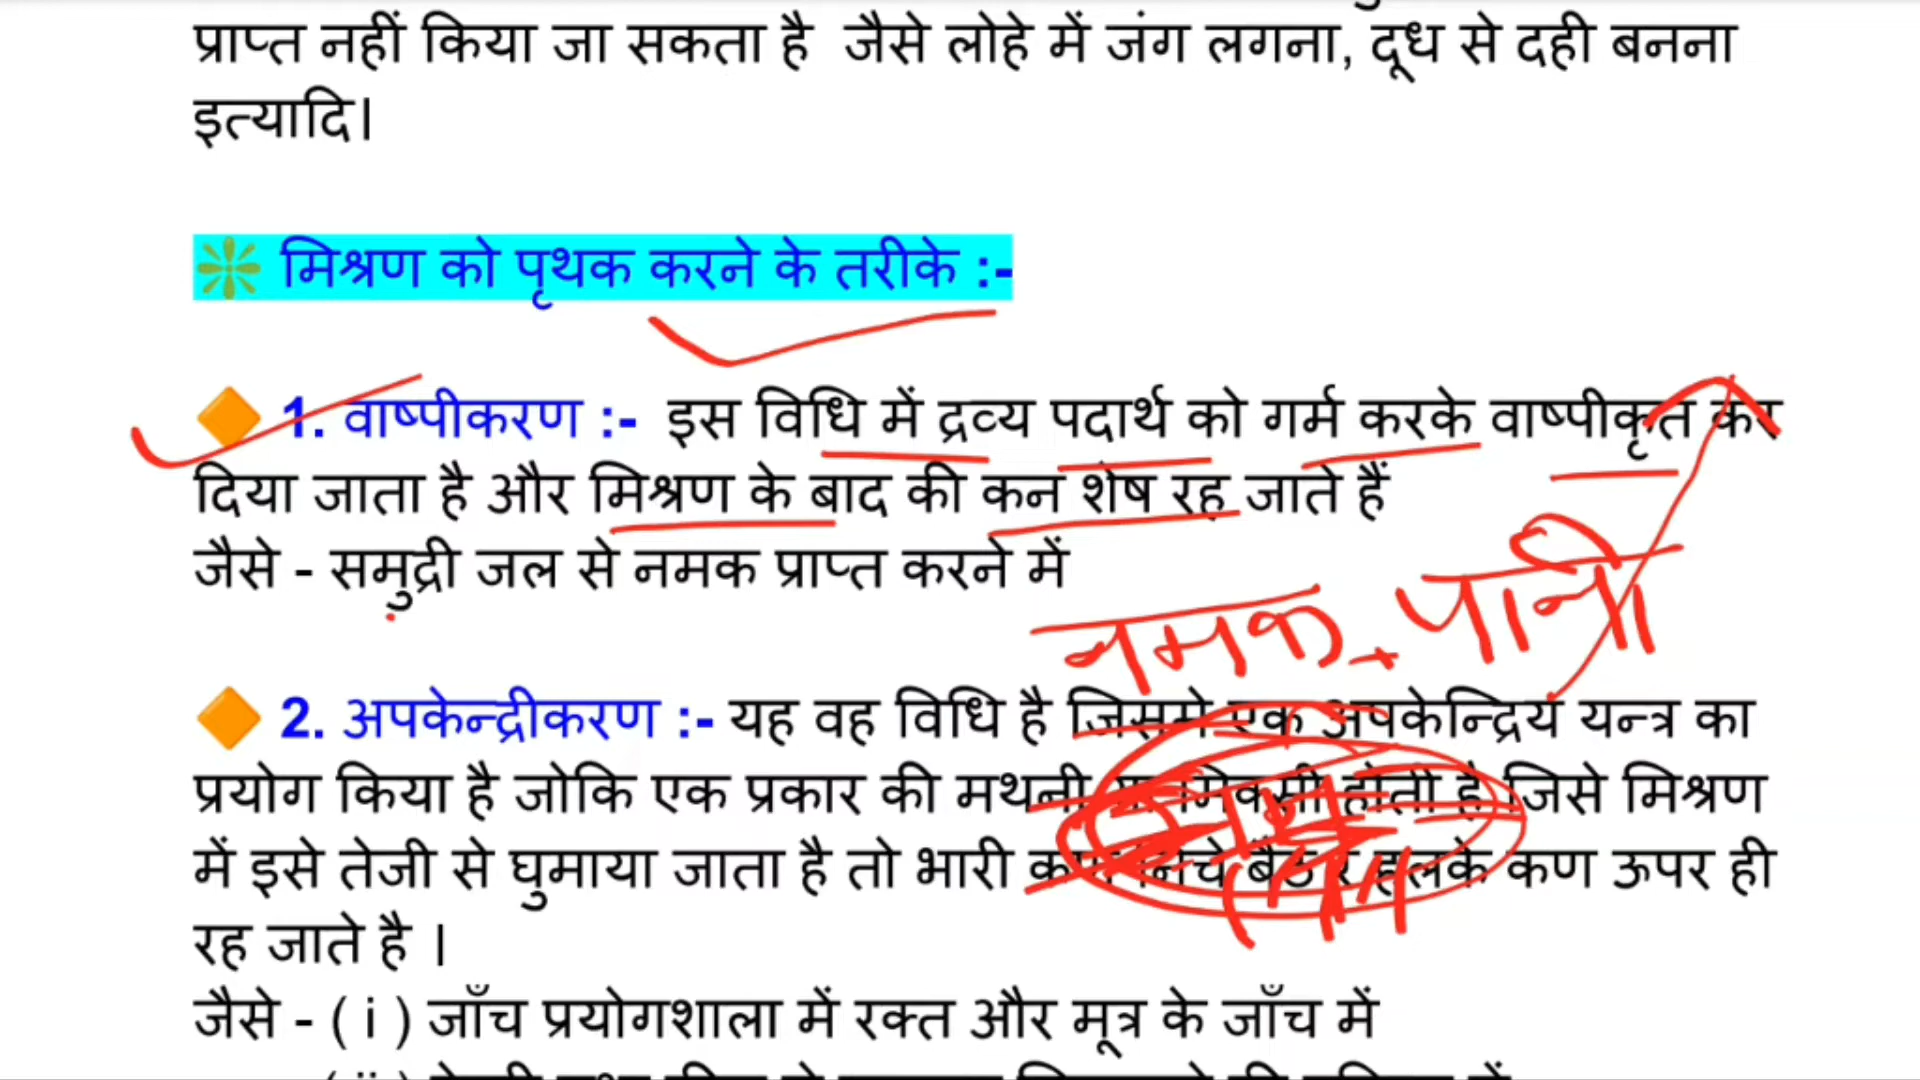 प्राप्त नहीं किया जा सकता है जैसे लोहे में जंग लगना, दूध से दही बनना
इत्यादि।
मिश्रण को पृथक करने के तरीके :-
1. वाष्पीकरण :- इस विधि में द्रव्य पदार्थ को गर्म करके वाष्पीकृत कर
दिया जाता है और मिश्रण के बाद की कन शेष रह जाते हैं
जैसे - समुद्री जल से नमक प्राप्त करने में
नमक पानी
2. अपकेन्द्रीकरण :- यह वह विधि है जिसमे एक अपकेन्द्रिय यन्त्र का
प्रयोग किया है जोकि एक प्रकार की मथनी या मिक्सी होती है जिसे मिश्रण
में इसे तेजी से घुमाया जाता है तो भारी कण निचे बैठ र हलके कण ऊपर ही
रह जाते है ।
जैसे - ( i ) जाँच प्रयोगशाला में रक्त और मूत्र के जाँच में